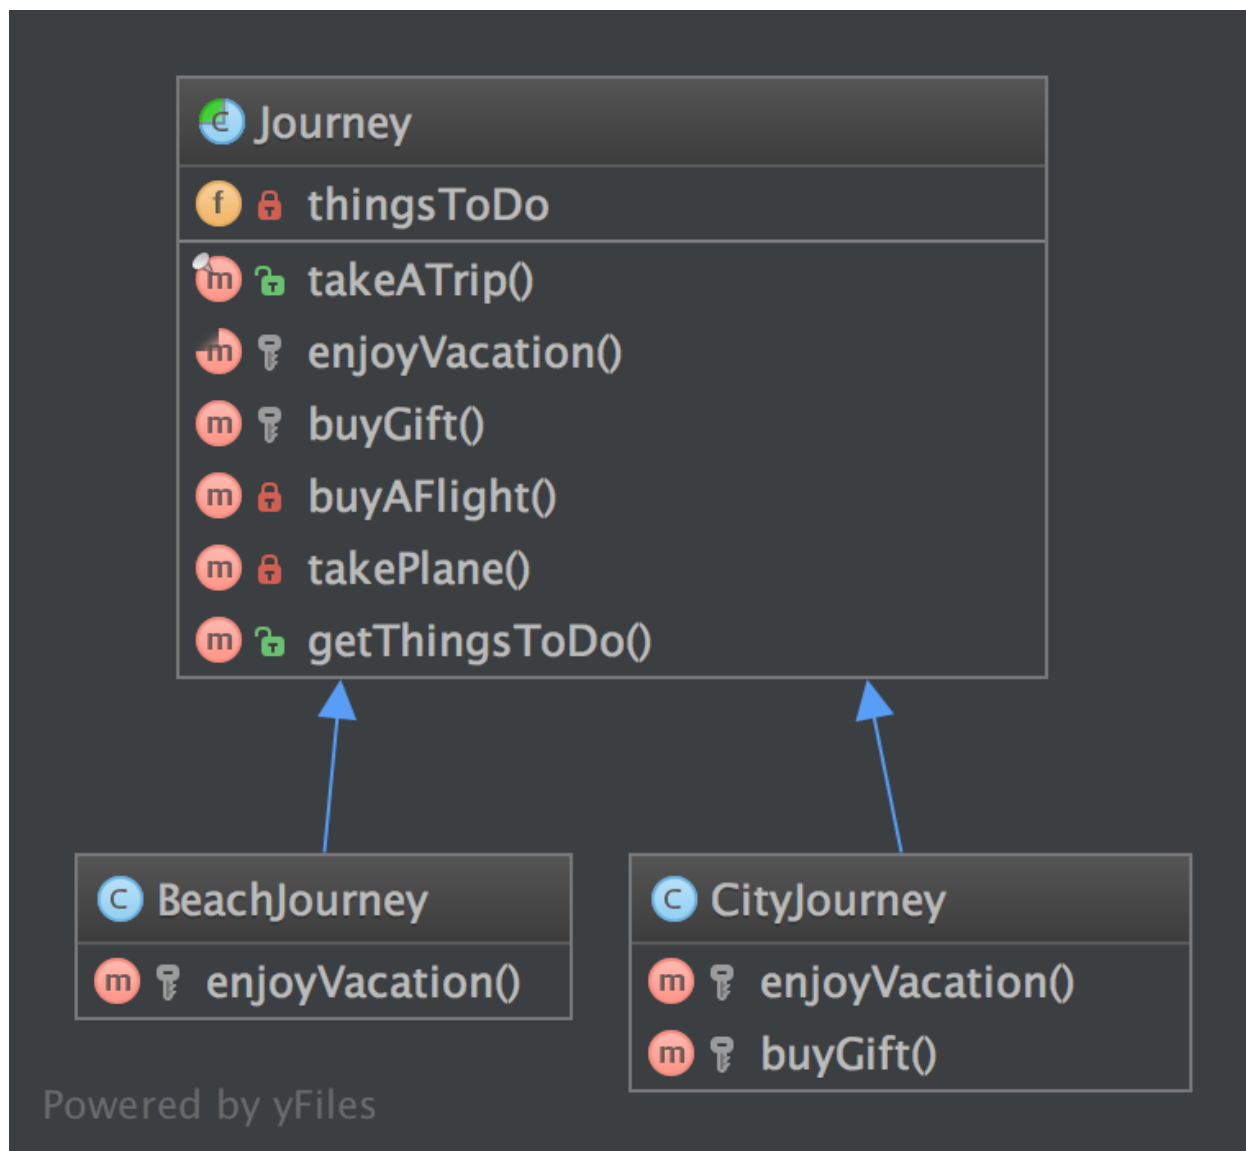 Journey
thingsToDo
takeATrip()
enjoyVacation()
buyGift()
buyAFlight()
takePlane()
getThingsToDo()
BeachJourney
enjoyVacation()
CityJourney
enjoyVacation()
buyGift()
Powered by yFiles